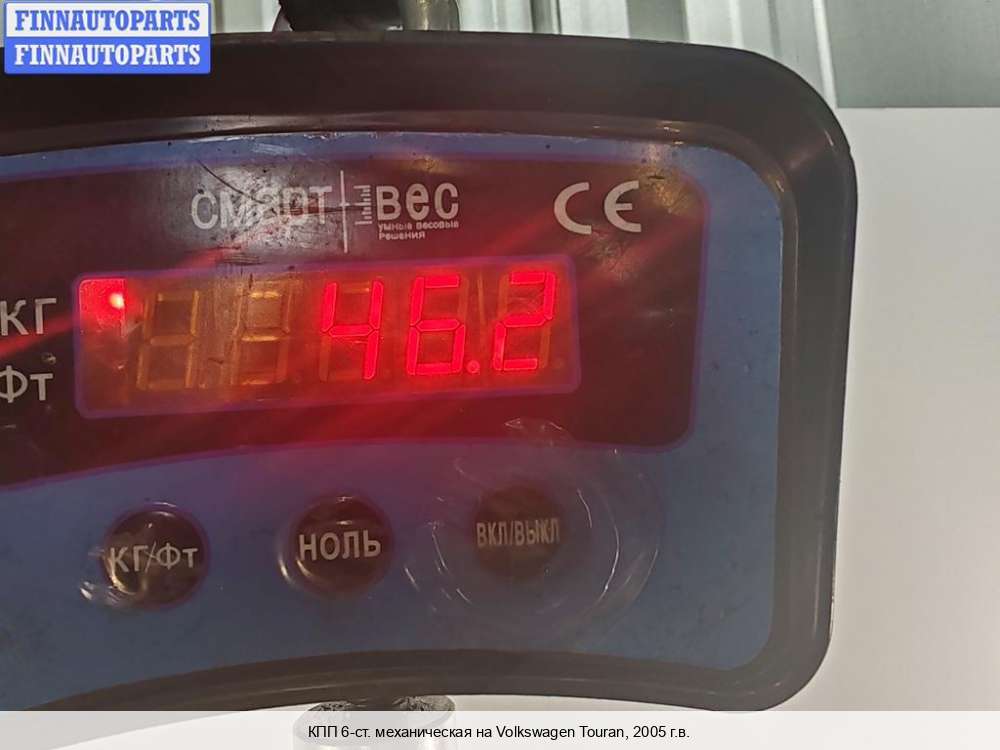 FINNAUTOPARTS
FINNAUTOPARTS
СМАРТ ВЕС
умные весовые
решения
CE
КГ
ФТ
46.2
КГ/ФТ
НОЛЬ
ВКЛ/ВЫКЛ
КПП 6-ст. механическая на Volkswagen Touran, 2005 г.в.